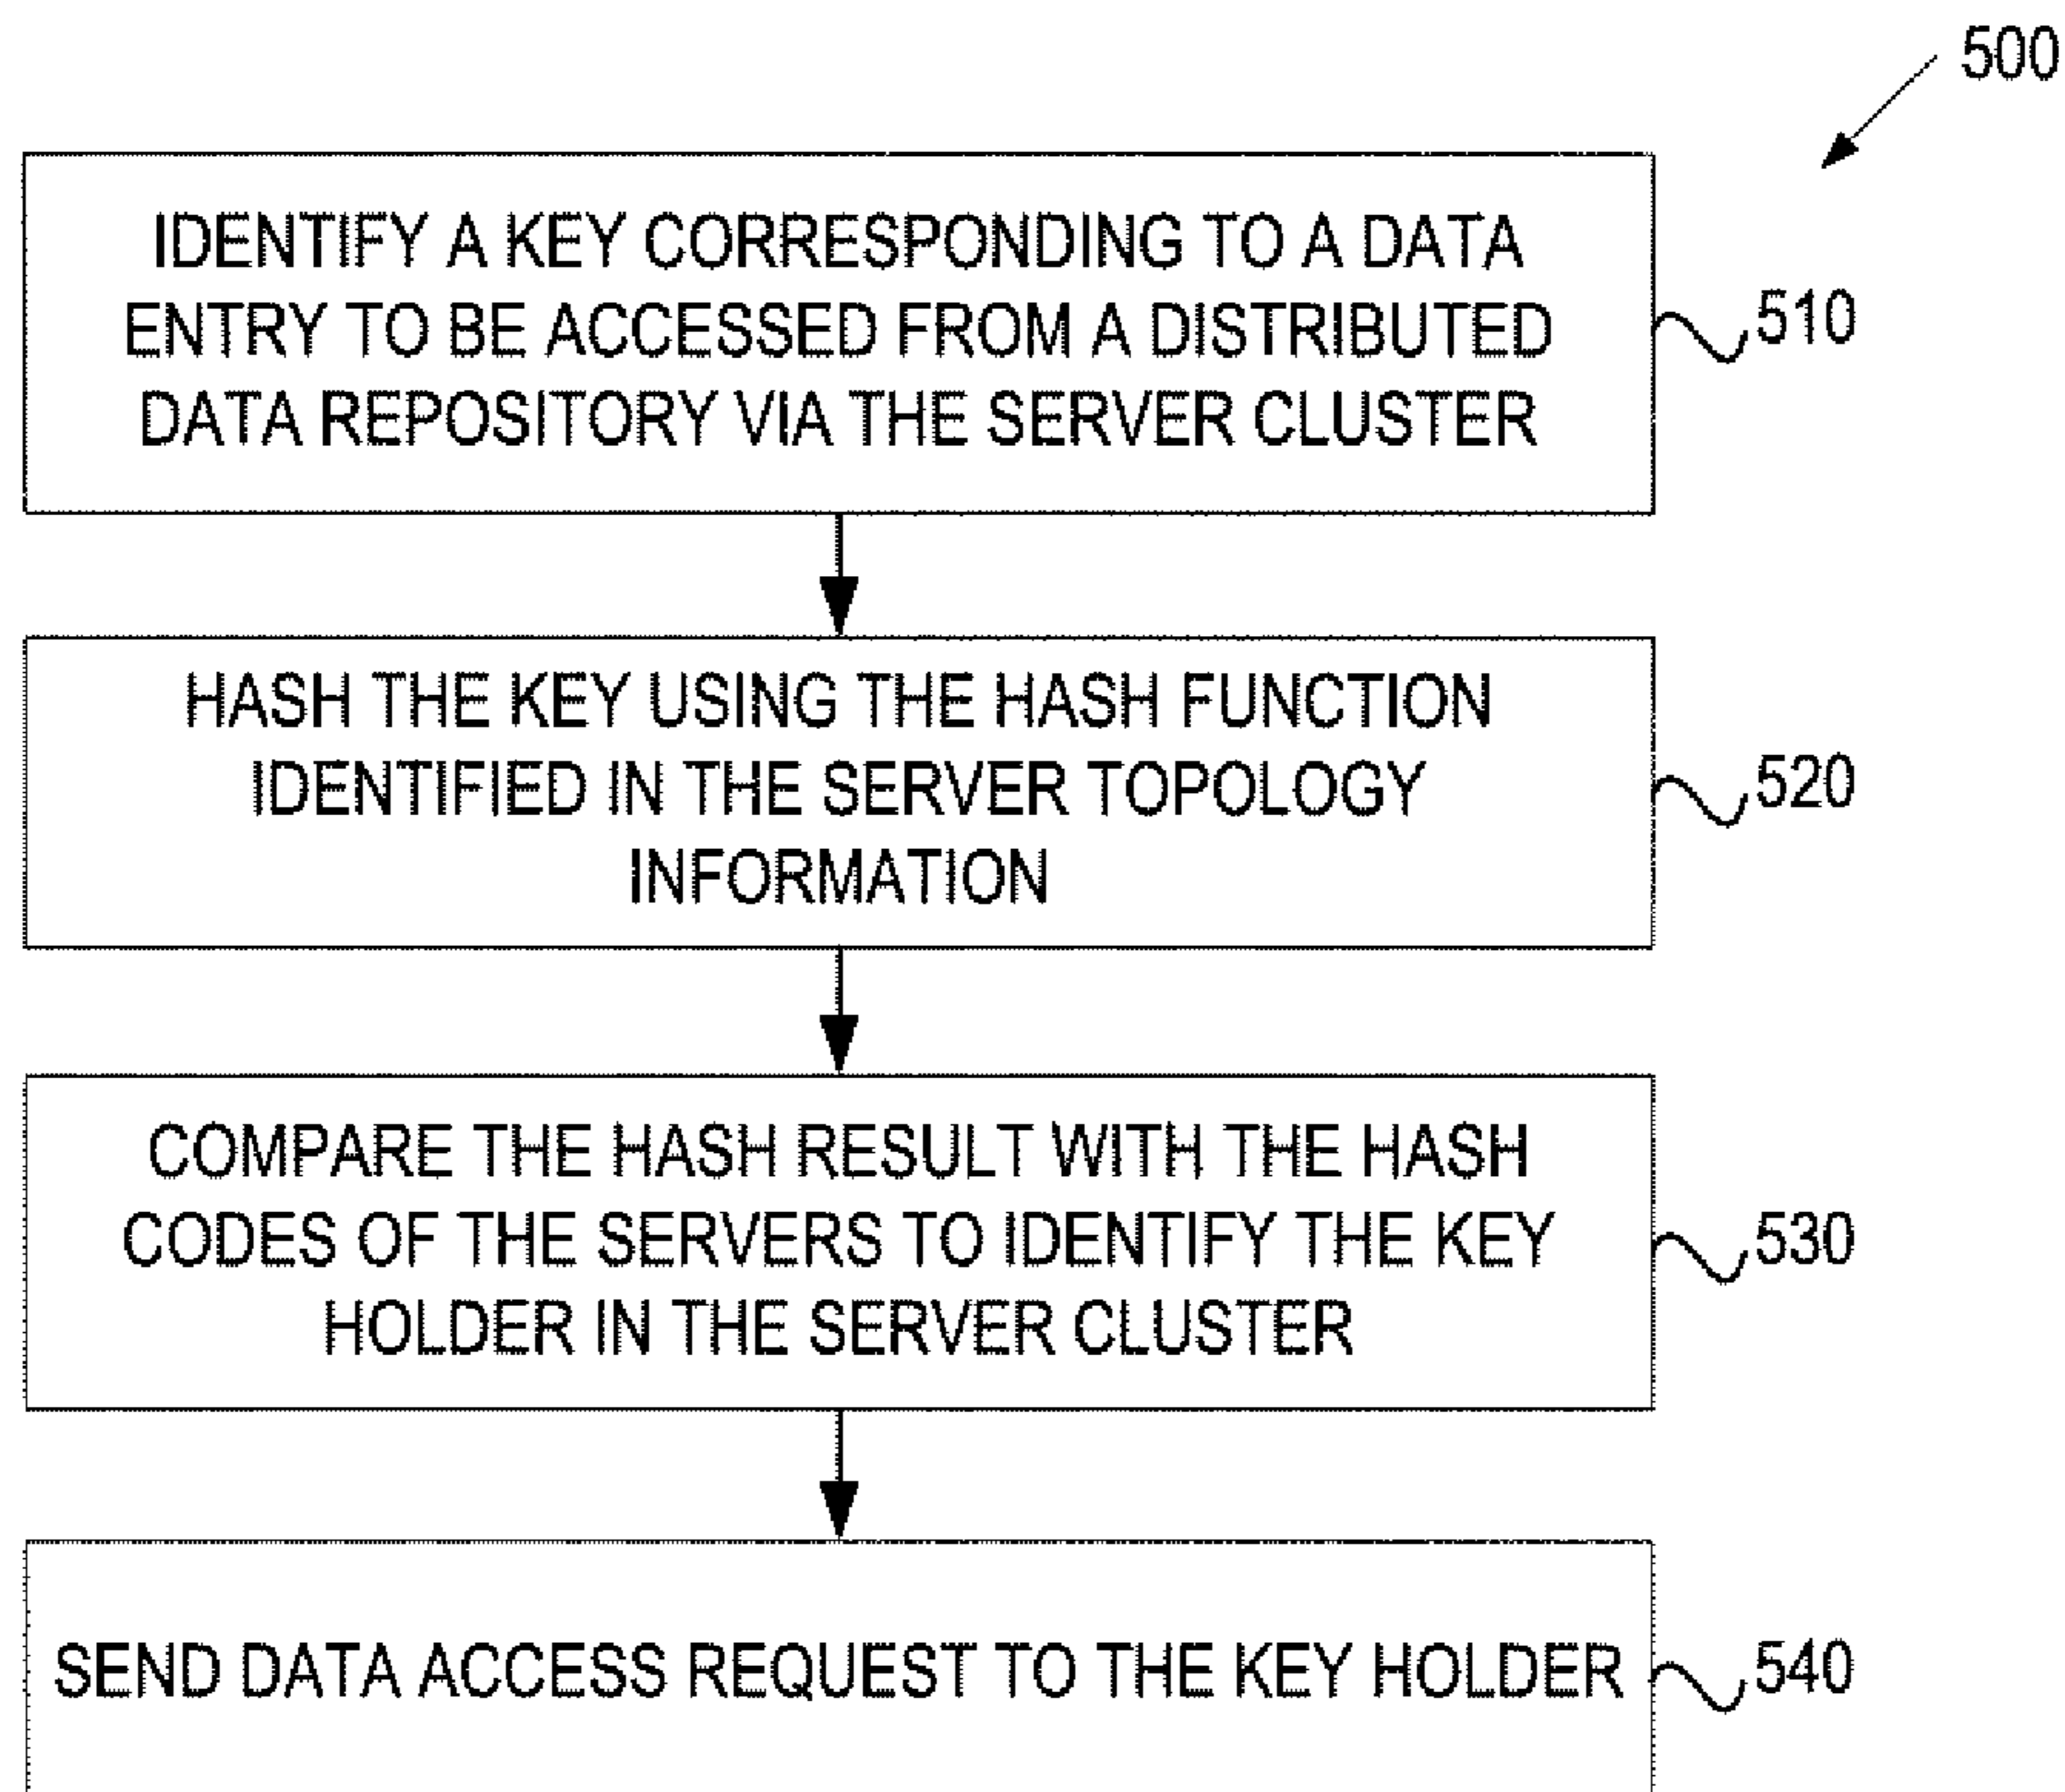 500
IDENTIFY A KEY CORRESPONDING TO A DATA
ENTRY TO BE ACCESSED FROM A DISTRIBUTED
DATA REPOSITORY VIA THE SERVER CLUSTER
510
HASH THE KEY USING THE HASH FUNCTION
IDENTIFIED IN THE SERVER TOPOLOGY
INFORMATION
520
COMPARE THE HASH RESULT WITH THE HASH
CODES OF THE SERVERS TO IDENTIFY THE KEY
HOLDER IN THE SERVER CLUSTER
530
SEND DATA ACCESS REQUEST TO THE KEY HOLDER
540